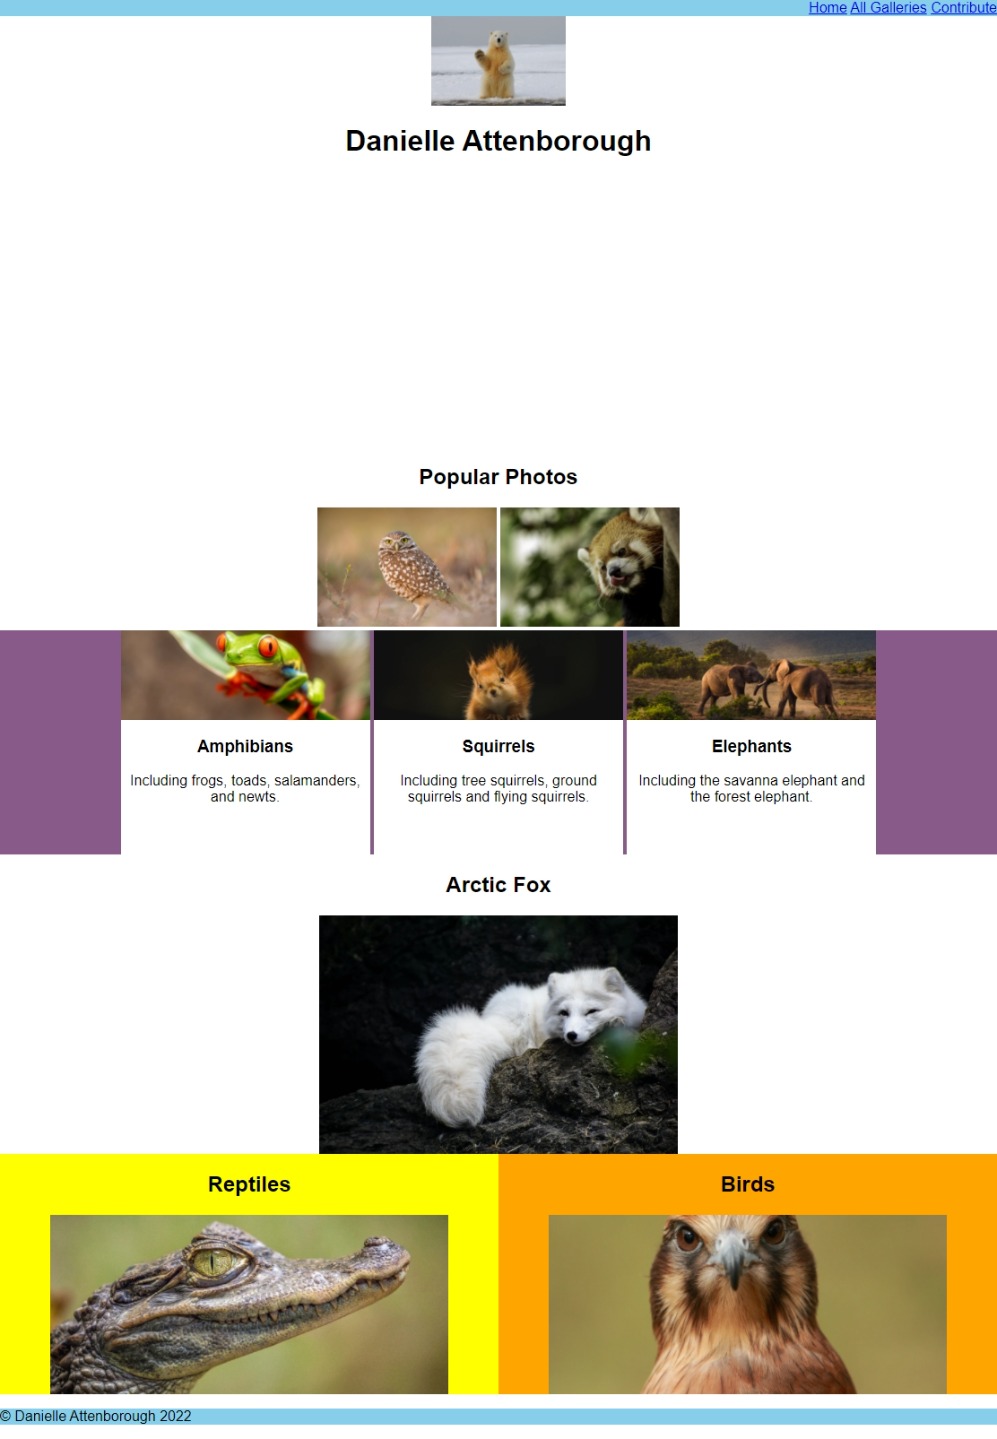 Home All Galleries Contribute
Danielle Attenborough
Popular Photos
Amphibians
Including frogs, toads, salamanders,
and newts.
Squirrels
Including tree squirrels, ground
squirrels and flying squirrels.
Elephants
Including the savanna elephant and
the forest elephant.
Arctic Fox
Reptiles
Birds
© Danielle Attenborough 2022